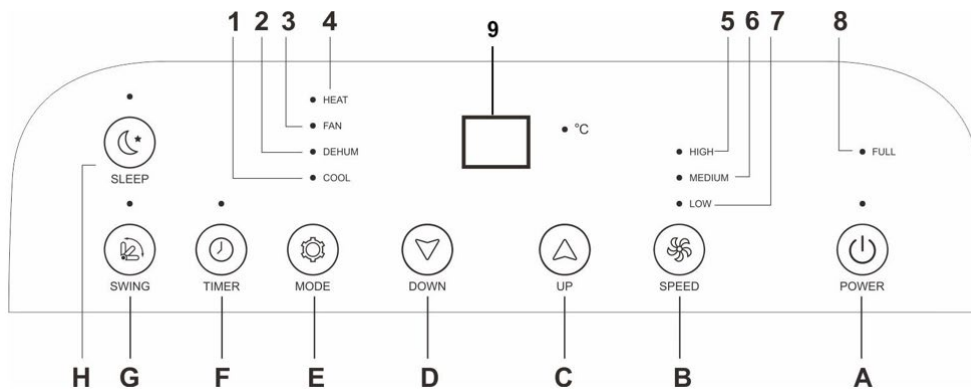 1 2 3 4 9 5 6 7 8
HEAT
FAN °C
DEHUM HIGH FULL
SLEEP COOL MEDIUM
LOW
SWING TIMER MODE DOWN UP SPEED POWER
H G F E D C B A